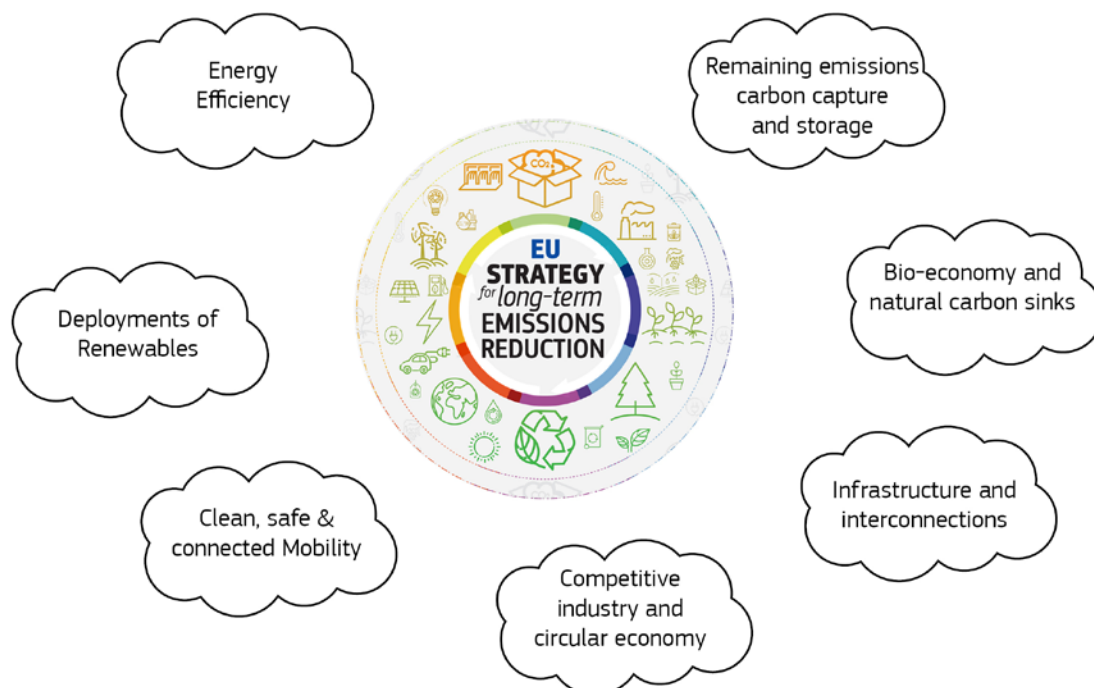 Energy
Efficiency
Remaining emissions
carbon capture
and storage
CO₂
EU
STRATEGY
for long-term
EMISSIONS
REDUCTION
Deployments of
Renewables
Bio-economy and
natural carbon sinks
Clean, safe &
connected Mobility
Infrastructure and
interconnections
Competitive
industry and
circular economy